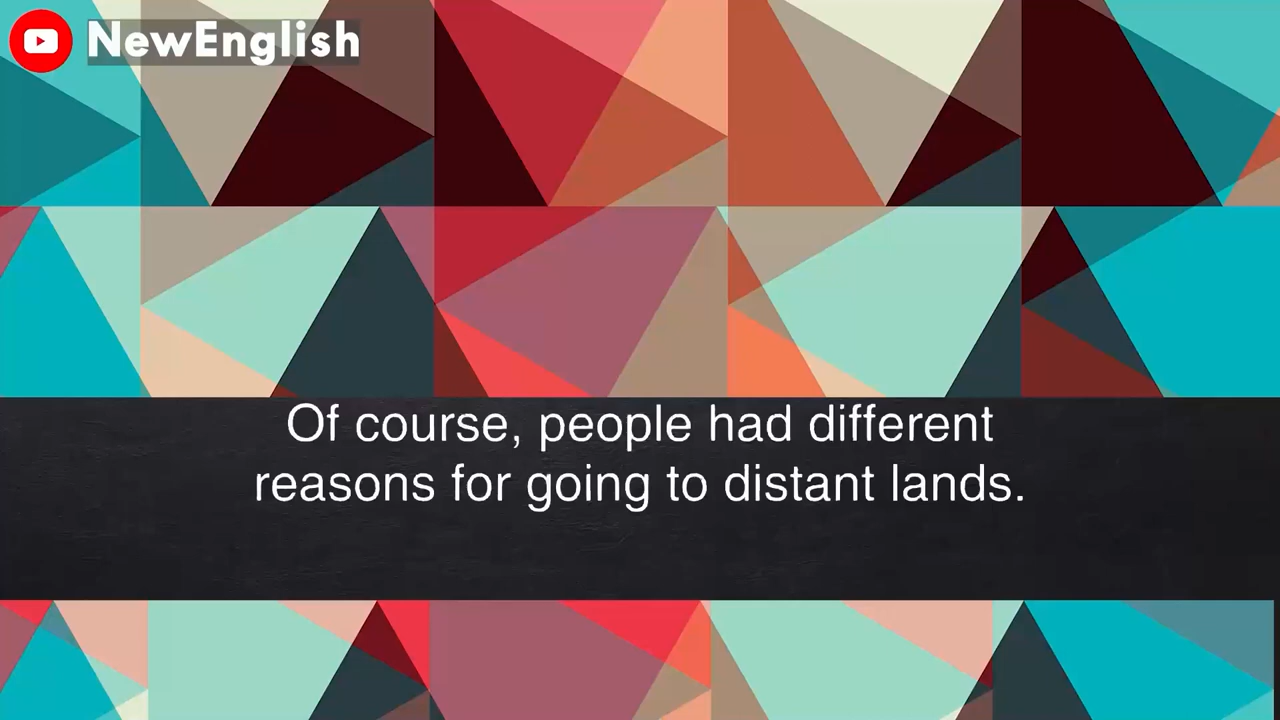 NewEnglish
Of course, people had different
reasons for going to distant lands.